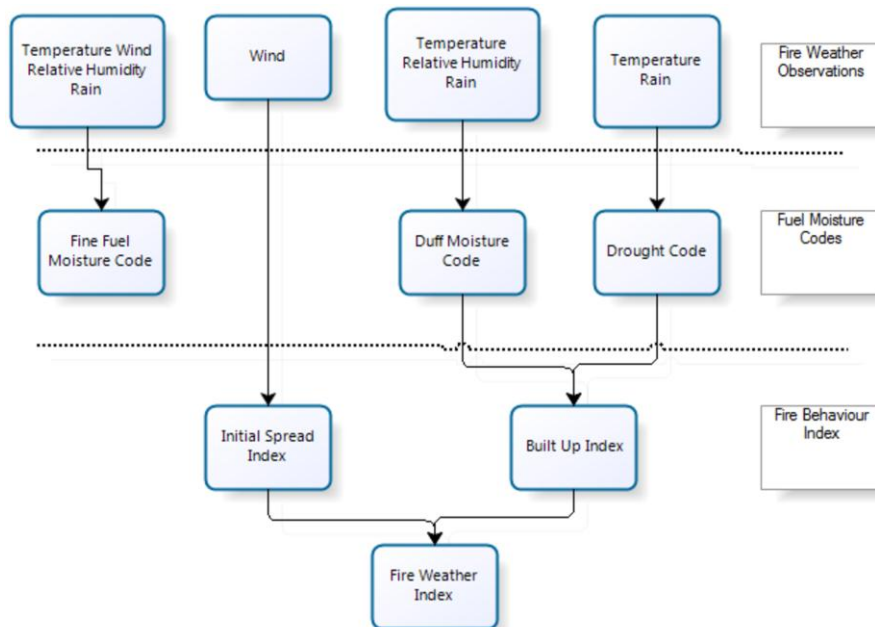 Temperature Wind
Relative Humidity
Rain
Wind
Temperature
Relative Humidity
Rain
Temperature
Rain
Fire Weather
Observations
Fine Fuel
Moisture Code
Duff Moisture
Code
Drought Code
Fuel Moisture
Codes
Initial Spread
Index
Built Up Index
Fire Behaviour
Index
Fire Weather
Index